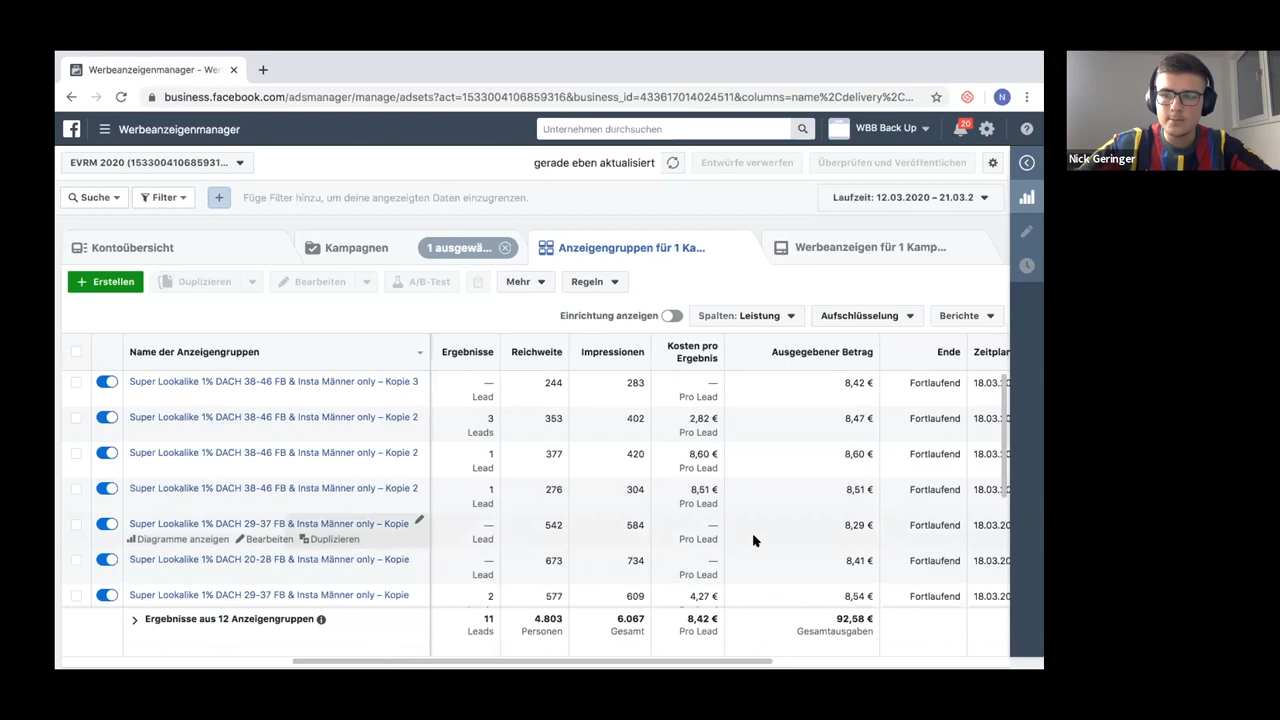 Werbeanzeigenmanager - Wer
business.facebook.com/adsmanager/manage/adsets?act=1533004106859316&business_id=433617014024511&columns=name%2Cdelivery%2C...
N
Werbeanzeigenmanager
Unternehmen durchsuchen
WBB Back Up
20
Nick Geringer
EVRM 2020 (153300410685931...
gerade eben aktualisiert
Entwürfe verwerfen
Überprüfen und Veröffentlichen
Suche
Filter
Füge Filter hinzu, um deine angezeigten Daten einzugrenzen.
Laufzeit: 12.03.2020 – 21.03.2
Kontoübersicht
Kampagnen
1 ausgewä...
Anzeigengruppen für 1 Ka...
Werbeanzeigen für 1 Kamp...
Erstellen
Duplizieren
Bearbeiten
A/B-Test
Mehr
Regeln
Einrichtung anzeigen
Spalten: Leistung
Aufschlüsselung
Berichte
Name der Anzeigengruppen Ergebnisse Reichweite Impressionen Kosten pro Ergebnis Ausgegebener Betrag Ende Zeitplan
Super Lookalike 1% DACH 38-46 FB & Insta Männer only – Kopie 3 — 244 283 — 8,42 € Fortlaufend 18.03.20
Lead Pro Lead
Super Lookalike 1% DACH 38-46 FB & Insta Männer only – Kopie 2 3 353 402 2,82 € 8,47 € Fortlaufend 18.03.20
Leads Pro Lead
Super Lookalike 1% DACH 38-46 FB & Insta Männer only – Kopie 2 1 377 420 8,60 € 8,60 € Fortlaufend 18.03.20
Lead Pro Lead
Super Lookalike 1% DACH 38-46 FB & Insta Männer only – Kopie 2 1 276 304 8,51 € 8,51 € Fortlaufend 18.03.20
Lead Pro Lead
Super Lookalike 1% DACH 29-37 FB & Insta Männer only – Kopie — 542 584 — 8,29 € Fortlaufend 18.03.20
Diagramme anzeigen Bearbeiten Duplizieren Lead Pro Lead
Super Lookalike 1% DACH 20-28 FB & Insta Männer only – Kopie — 673 734 — 8,41 € Fortlaufend 18.03.20
Lead Pro Lead
Super Lookalike 1% DACH 29-37 FB & Insta Männer only – Kopie 2 577 609 4,27 € 8,54 € Fortlaufend 18.03.20
Ergebnisse aus 12 Anzeigengruppen 11 4.803 6.067 8,42 € 92,58 €
Leads Personen Gesamt Pro Lead Gesamtausgaben